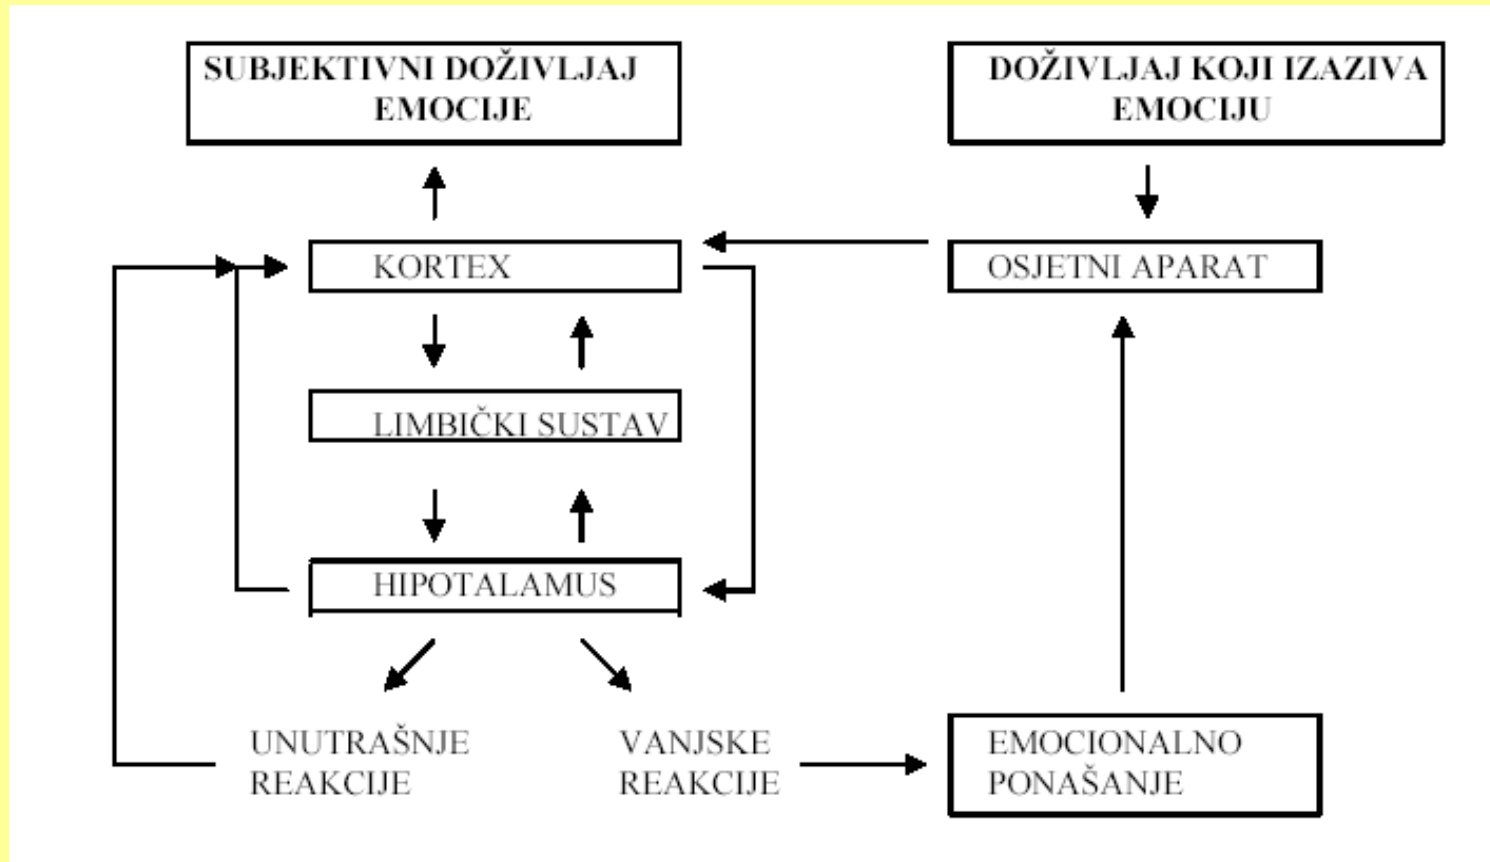 SUBJEKTIVNI DOŽIVLJAJ
EMOCIJE
DOŽIVLJAJ KOJI IZAZIVA
EMOCIJU
KORTEX
OSJETNI APARAT
LIMBIČKI SUSTAV
HIPOTALAMUS
UNUTRAŠNJE
REAKCIJE
VANJSKE
REAKCIJE
EMOCIONALNO
PONAŠANJE